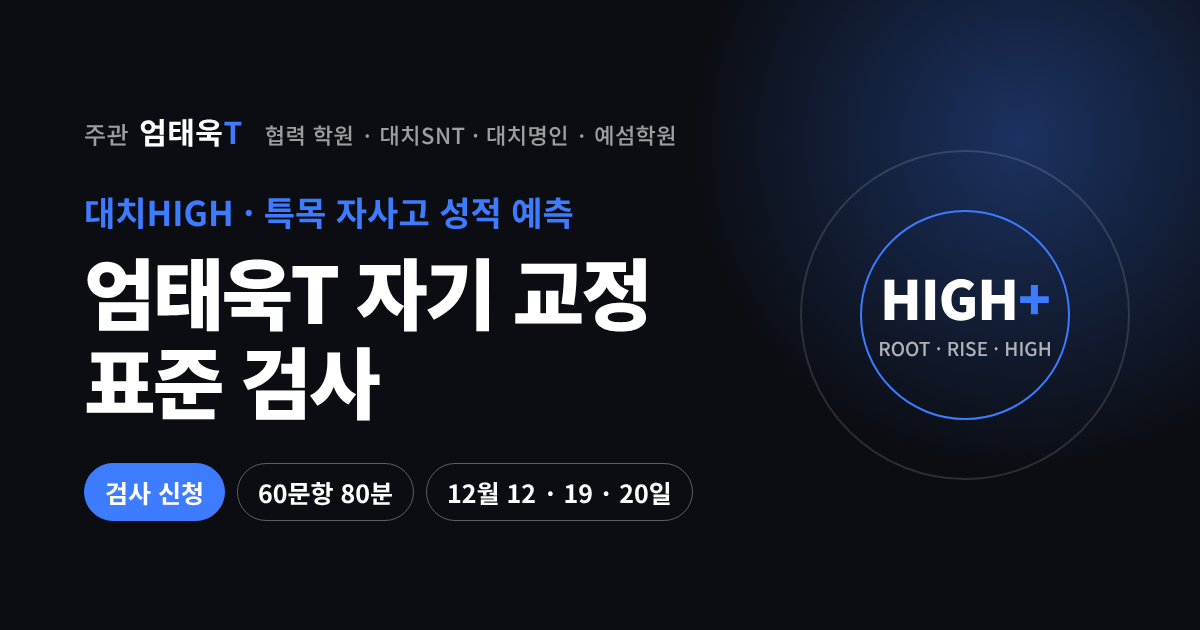 주관 엄태욱T 협력 학원 · 대치SNT · 대치명인 · 예섬학원
대치HIGH · 특목 자사고 성적 예측
엄태욱T 자기 교정
표준 검사
검사 신청 60문항 80분 12월 12 · 19 · 20일
HIGH+
ROOT · RISE · HIGH